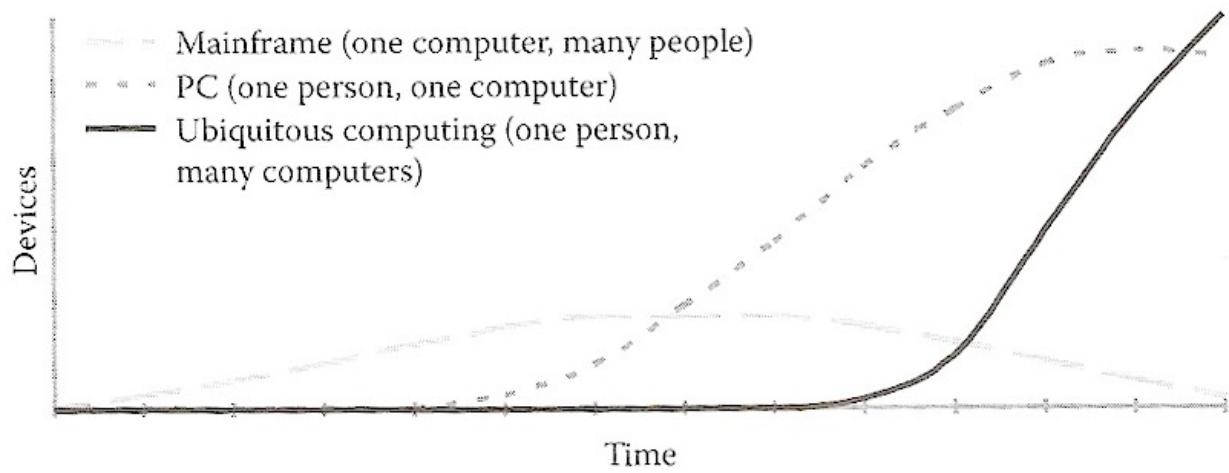 Mainframe (one computer, many people)
PC (one person, one computer)
Ubiquitous computing (one person,
many computers)
Devices
Time